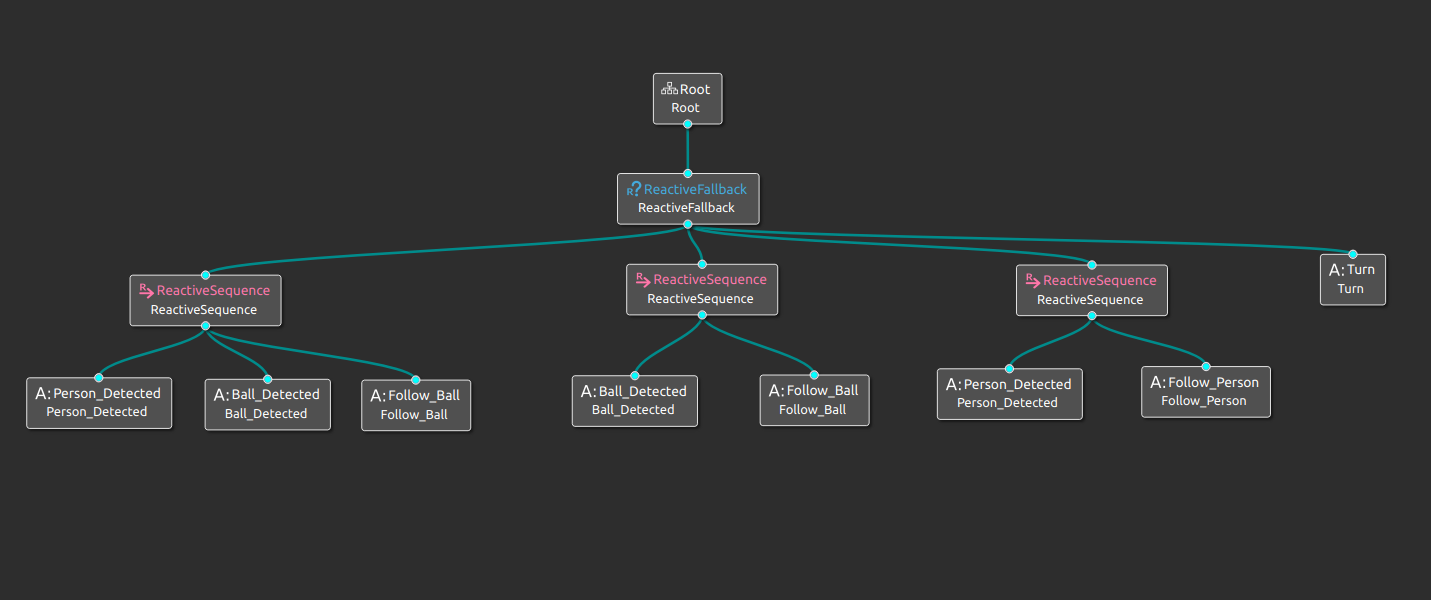 Root
Root
R? ReactiveFallback
ReactiveFallback
R ReactiveSequence
ReactiveSequence
R ReactiveSequence
ReactiveSequence
R ReactiveSequence
ReactiveSequence
A: Turn
Turn
A: Person_Detected
Person_Detected
A: Ball_Detected
Ball_Detected
A: Follow_Ball
Follow_Ball
A: Ball_Detected
Ball_Detected
A: Follow_Ball
Follow_Ball
A: Person_Detected
Person_Detected
A: Follow_Person
Follow_Person